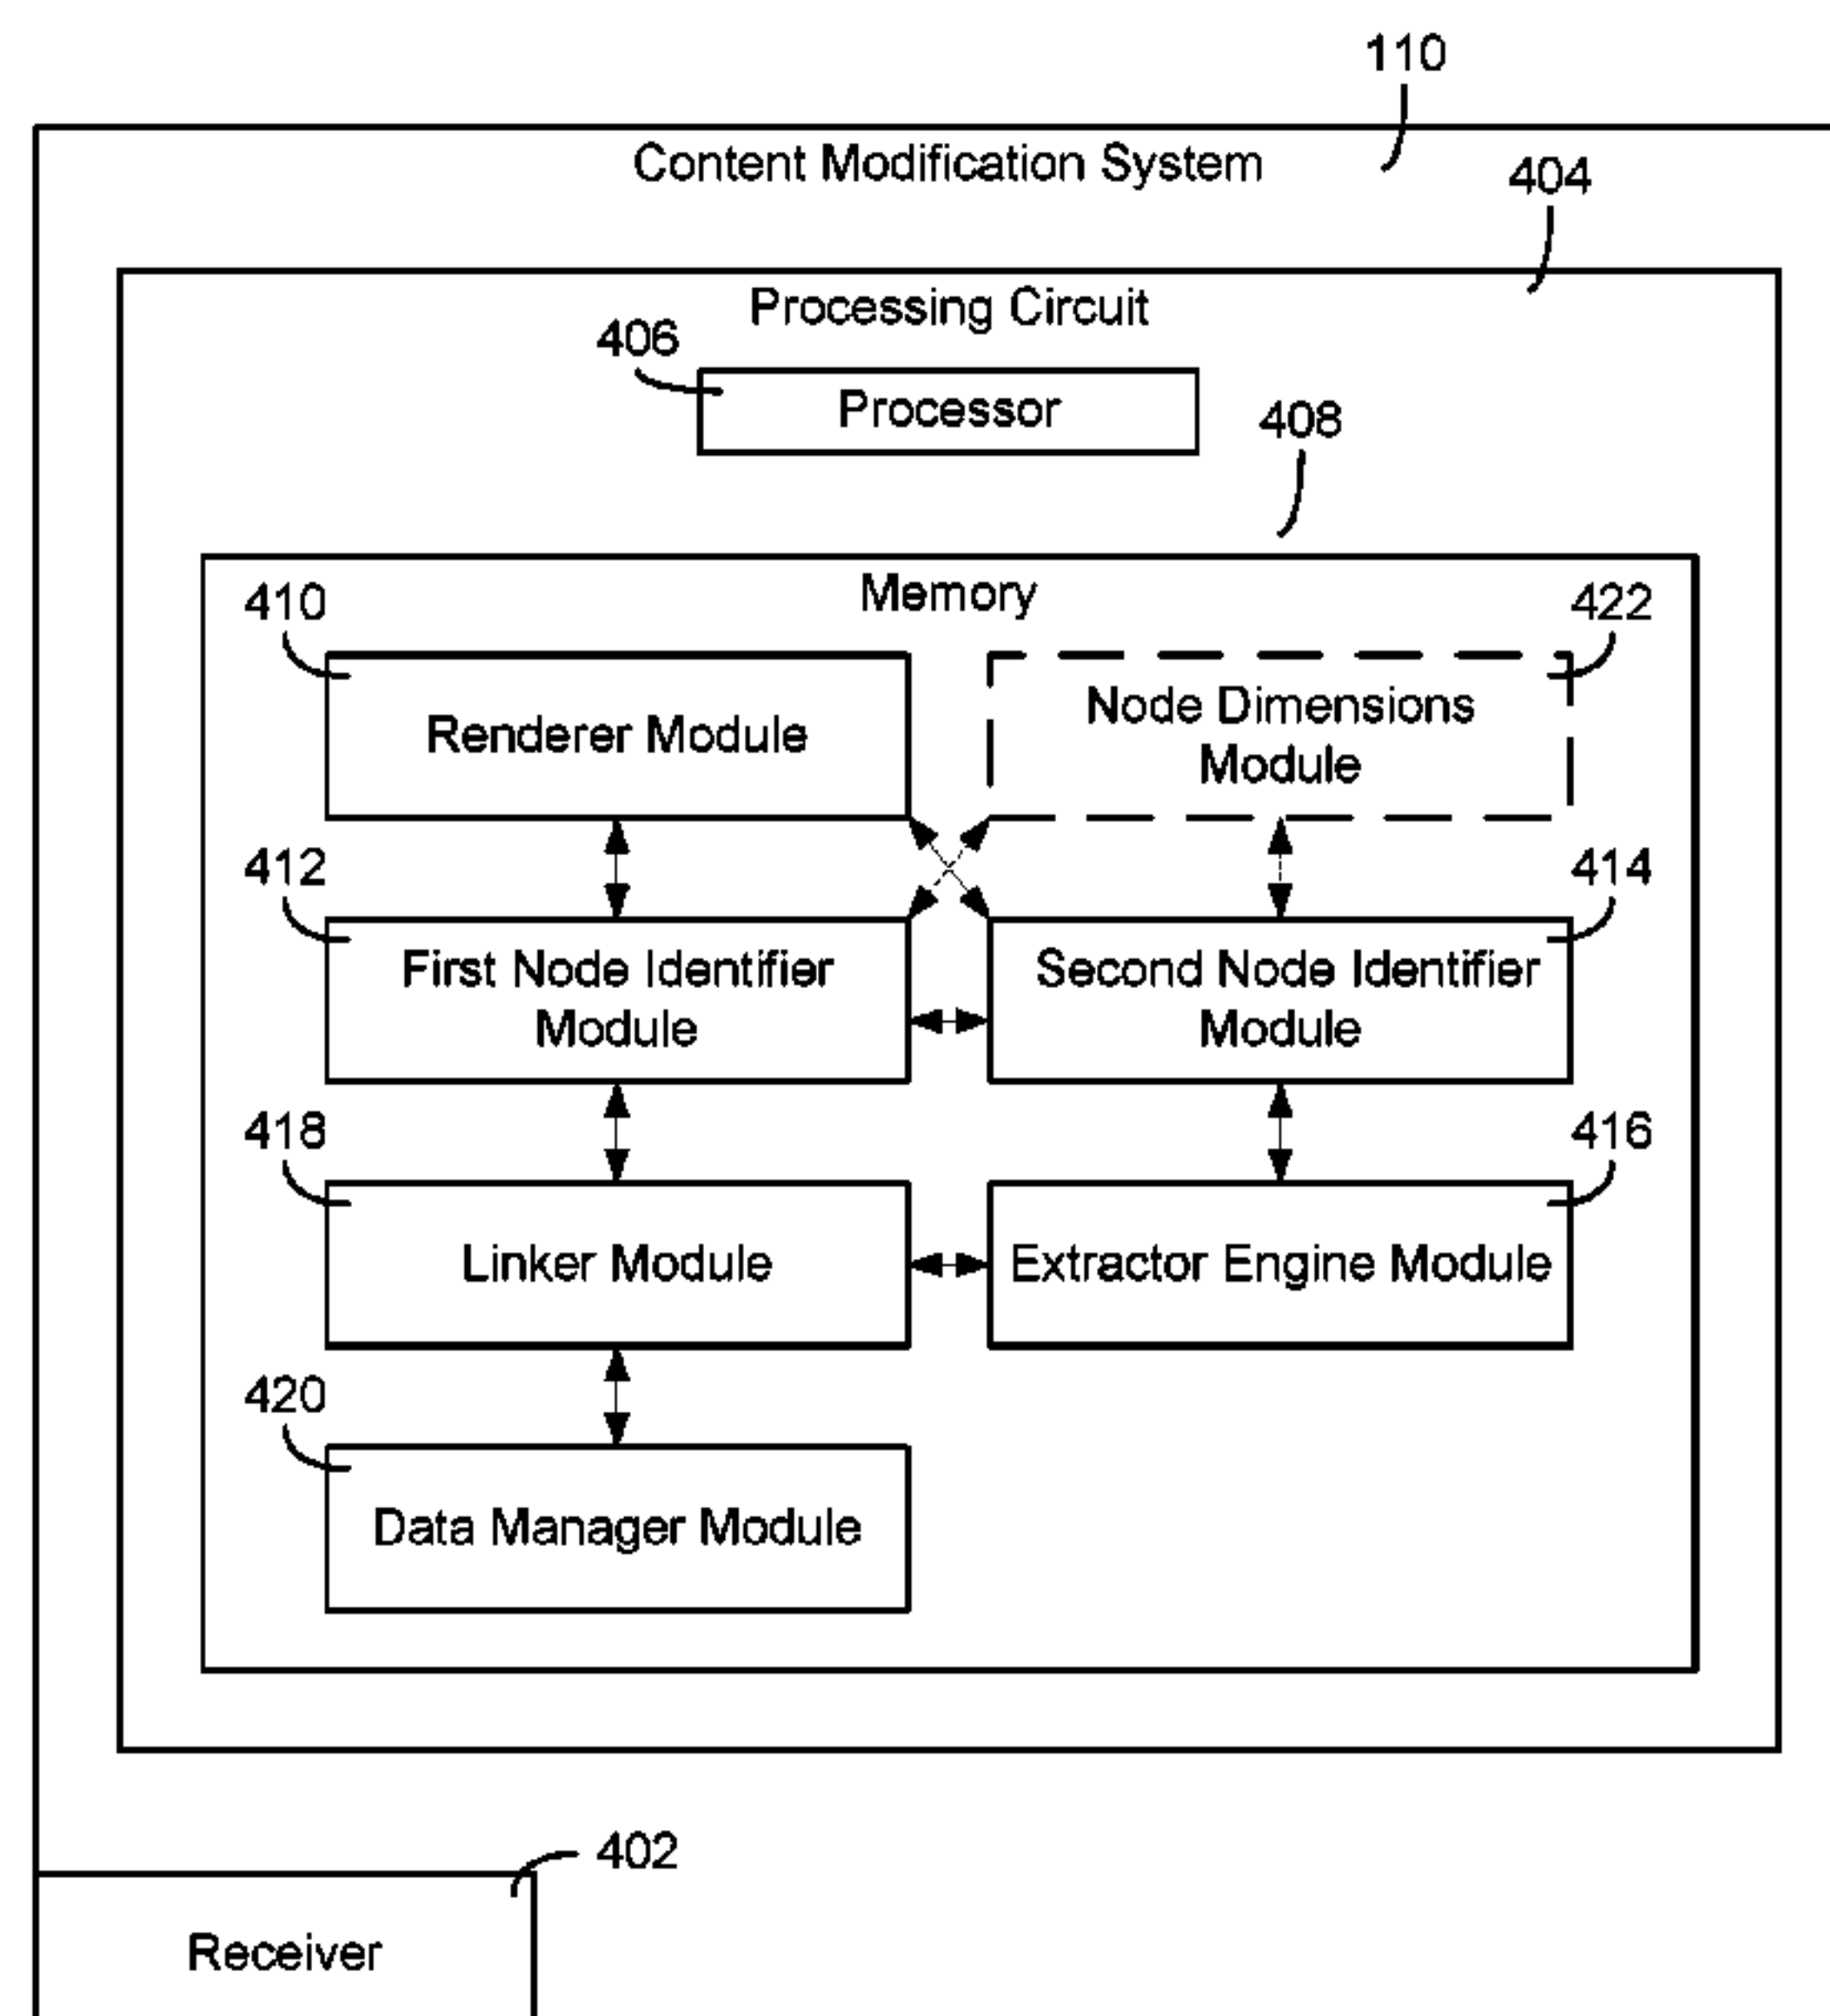 110
Content Modification System
404
Processing Circuit
406
Processor
408
Memory
410
422
Renderer Module
Node Dimensions
Module
412
414
First Node Identifier
Module
Second Node Identifier
Module
418
416
Linker Module
Extractor Engine Module
420
Data Manager Module
402
Receiver